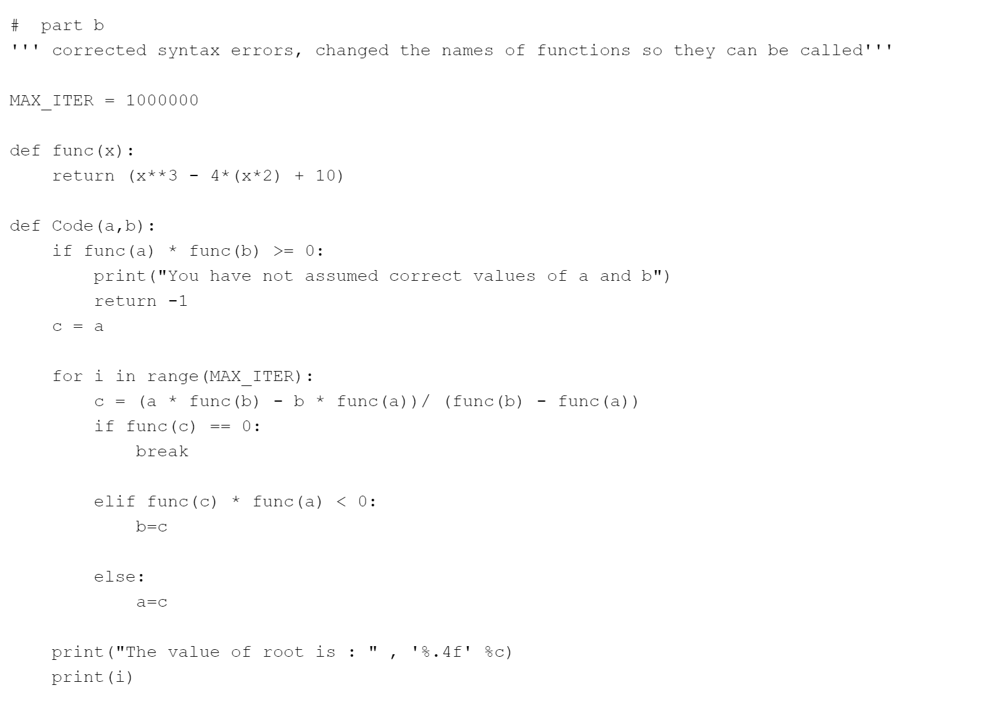 #  part b
''' corrected syntax errors, changed the names of functions so they can be called'''
MAX_ITER = 1000000
def func(x):
    return (x**3 - 4*(x*2) + 10)
def Code(a,b):
    if func(a) * func(b) >= 0:
        print("You have not assumed correct values of a and b")
        return -1
    c = a
    for i in range(MAX_ITER):
        c = (a * func(b) - b * func(a))/ (func(b) - func(a))
        if func(c) == 0:
            break
        elif func(c) * func(a) < 0:
            b=c
        else:
            a=c
    print("The value of root is : " , '%.4f' %c)
    print(i)